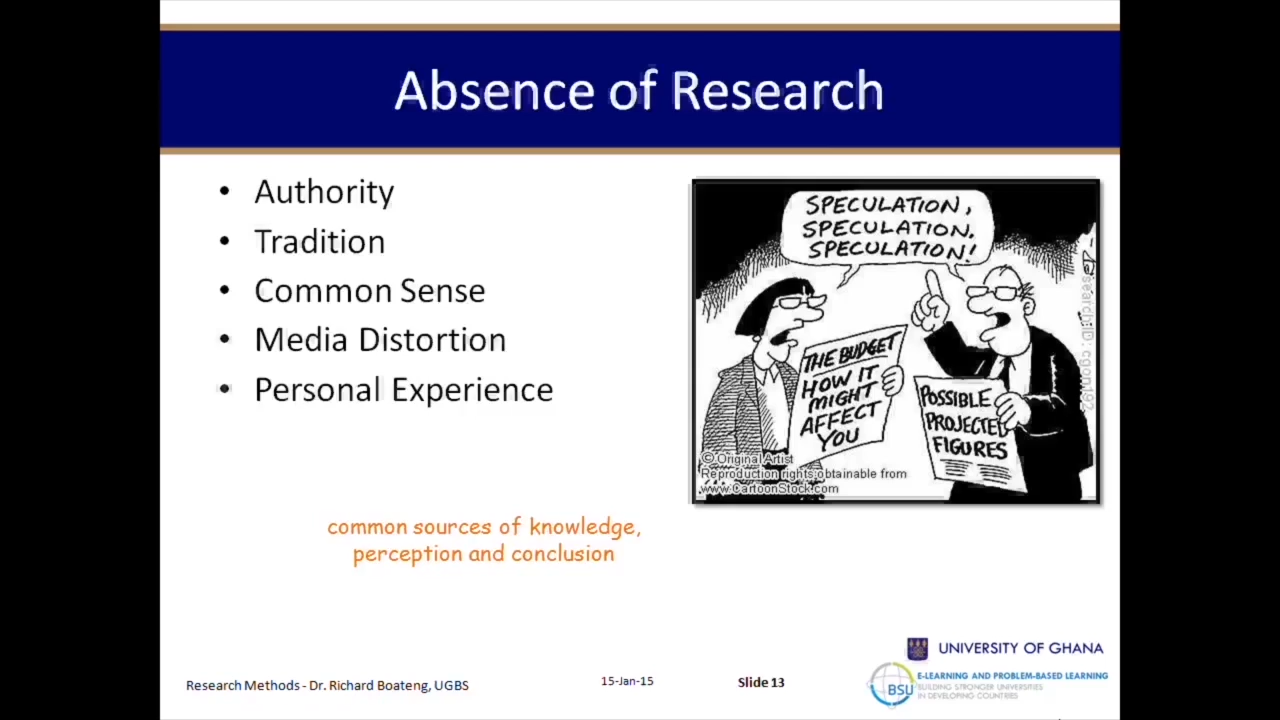 Absence of Research
• Authority
• Tradition
• Common Sense
• Media Distortion
• Personal Experience
common sources of knowledge,
perception and conclusion
SPECULATION,
SPECULATION.
SPECULATION!
THE BUDGET
HOW IT
MIGHT
AFFECT
YOU
POSSIBLE
PROJECTED
FIGURES
© Original Artist
Reproduction rights obtainable from
www.CartoonStock.com
UNIVERSITY OF GHANA
BSU
E-LEARNING AND PROBLEM-BASED LEARNING
BUILDING STRONGER UNIVERSITIES
IN DEVELOPING COUNTRIES
Research Methods - Dr. Richard Boateng, UGBS
15-Jan-15
Slide 13